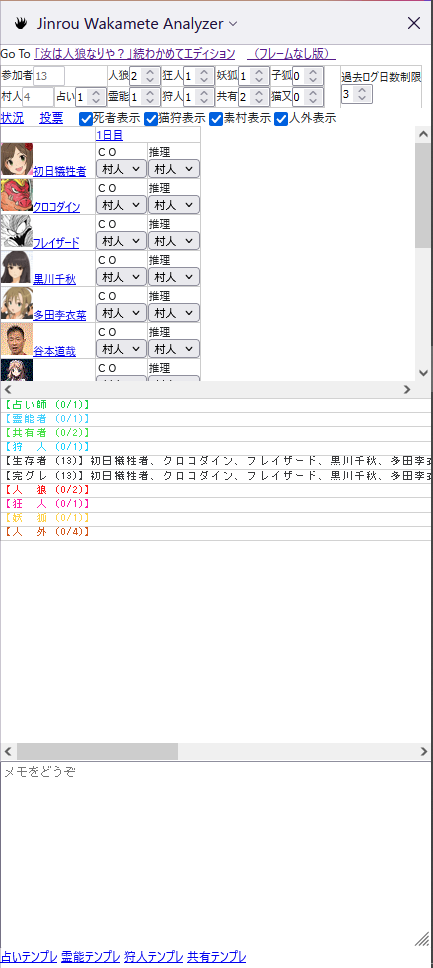 Jinrou Wakamete Analyzer
Go To 「汝は人狼なりや？」続わかめてエディション （フレームなし版）
参加者 13 人狼 2 狂人 1 妖狐 1 子狐 0 過去ログ日数制限
村人 4 占い 1 霊能 1 狩人 1 共有 2 猫又 0 3
状況 投票 死者表示 猫狩表示 素村表示 人外表示
1日目
ＣＯ 推理
初日犠牲者 村人 村人
ＣＯ 推理
クロコダイン 村人 村人
ＣＯ 推理
フレイザード 村人 村人
ＣＯ 推理
黒川千秋 村人 村人
ＣＯ 推理
多田李衣菜 村人 村人
ＣＯ 推理
谷本道哉 村人 村人
ＣＯ 推理
【占い師 (0/1)】
【霊能者 (0/1)】
【共有者 (0/2)】
【狩　人 (0/1)】
【生存者 (13)】初日犠牲者、クロコダイン、フレイザード、黒川千秋、多田李衣
【完グレ (13)】初日犠牲者、クロコダイン、フレイザード、黒川千秋、多田李衣
【人　狼 (0/2)】
【狂　人 (0/1)】
【妖　狐 (0/1)】
【人　外 (0/4)】
メモをどうぞ
占いテンプレ 霊能テンプレ 狩人テンプレ 共有テンプレ